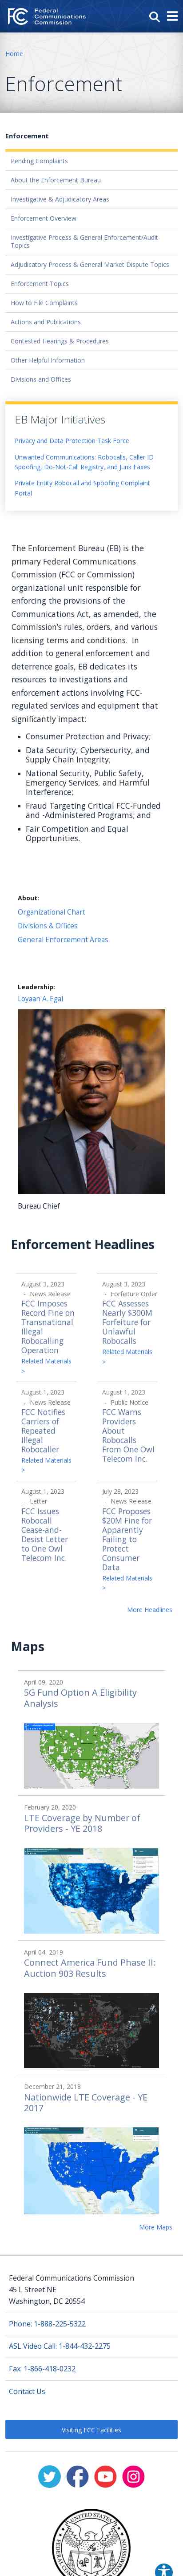 FCC Federal
Communications
Commission
Home
Enforcement
Enforcement
Pending Complaints
About the Enforcement Bureau
Investigative & Adjudicatory Areas
Enforcement Overview
Investigative Process & General Enforcement/Audit
Topics
Adjudicatory Process & General Market Dispute Topics
Enforcement Topics
How to File Complaints
Actions and Publications
Contested Hearings & Procedures
Other Helpful Information
Divisions and Offices
EB Major Initiatives
Privacy and Data Protection Task Force
Unwanted Communications: Robocalls, Caller ID
Spoofing, Do-Not-Call Registry, and Junk Faxes
Private Entity Robocall and Spoofing Complaint
Portal
The Enforcement Bureau (EB) is the
primary Federal Communications
Commission (FCC or Commission)
organizational unit responsible for
enforcing the provisions of the
Communications Act, as amended, the
Commission's rules, orders, and various
licensing terms and conditions. In
addition to general enforcement and
deterrence goals, EB dedicates its
resources to investigations and
enforcement actions involving FCC-
regulated services and equipment that
significantly impact:
• Consumer Protection and Privacy;
• Data Security, Cybersecurity, and
Supply Chain Integrity;
• National Security, Public Safety,
Emergency Services, and Harmful
Interference;
• Fraud Targeting Critical FCC-Funded
and -Administered Programs; and
• Fair Competition and Equal
Opportunities.
About:
Organizational Chart
Divisions & Offices
General Enforcement Areas
Leadership:
Loyaan A. Egal
Bureau Chief
Enforcement Headlines
August 3, 2023
- News Release
FCC Imposes
Record Fine on
Transnational
Illegal
Robocalling
Operation
Related Materials
>
August 3, 2023
- Forfeiture Order
FCC Assesses
Nearly $300M
Forfeiture for
Unlawful
Robocalls
Related Materials
>
August 1, 2023
- News Release
FCC Notifies
Carriers of
Repeated
Illegal
Robocaller
Related Materials
>
August 1, 2023
- Public Notice
FCC Warns
Providers
About
Robocalls
From One Owl
Telecom Inc.
August 1, 2023
- Letter
FCC Issues
Robocall
Cease-and-
Desist Letter
to One Owl
Telecom Inc.
July 28, 2023
- News Release
FCC Proposes
$20M Fine for
Apparently
Failing to
Protect
Consumer
Data
Related Materials
>
More Headlines
Maps
April 09, 2020
5G Fund Option A Eligibility
Analysis
February 20, 2020
LTE Coverage by Number of
Providers - YE 2018
April 04, 2019
Connect America Fund Phase II:
Auction 903 Results
December 21, 2018
Nationwide LTE Coverage - YE
2017
More Maps
Federal Communications Commission
45 L Street NE
Washington, DC 20554
Phone: 1-888-225-5322
ASL Video Call: 1-844-432-2275
Fax: 1-866-418-0232
Contact Us
Visiting FCC Facilities